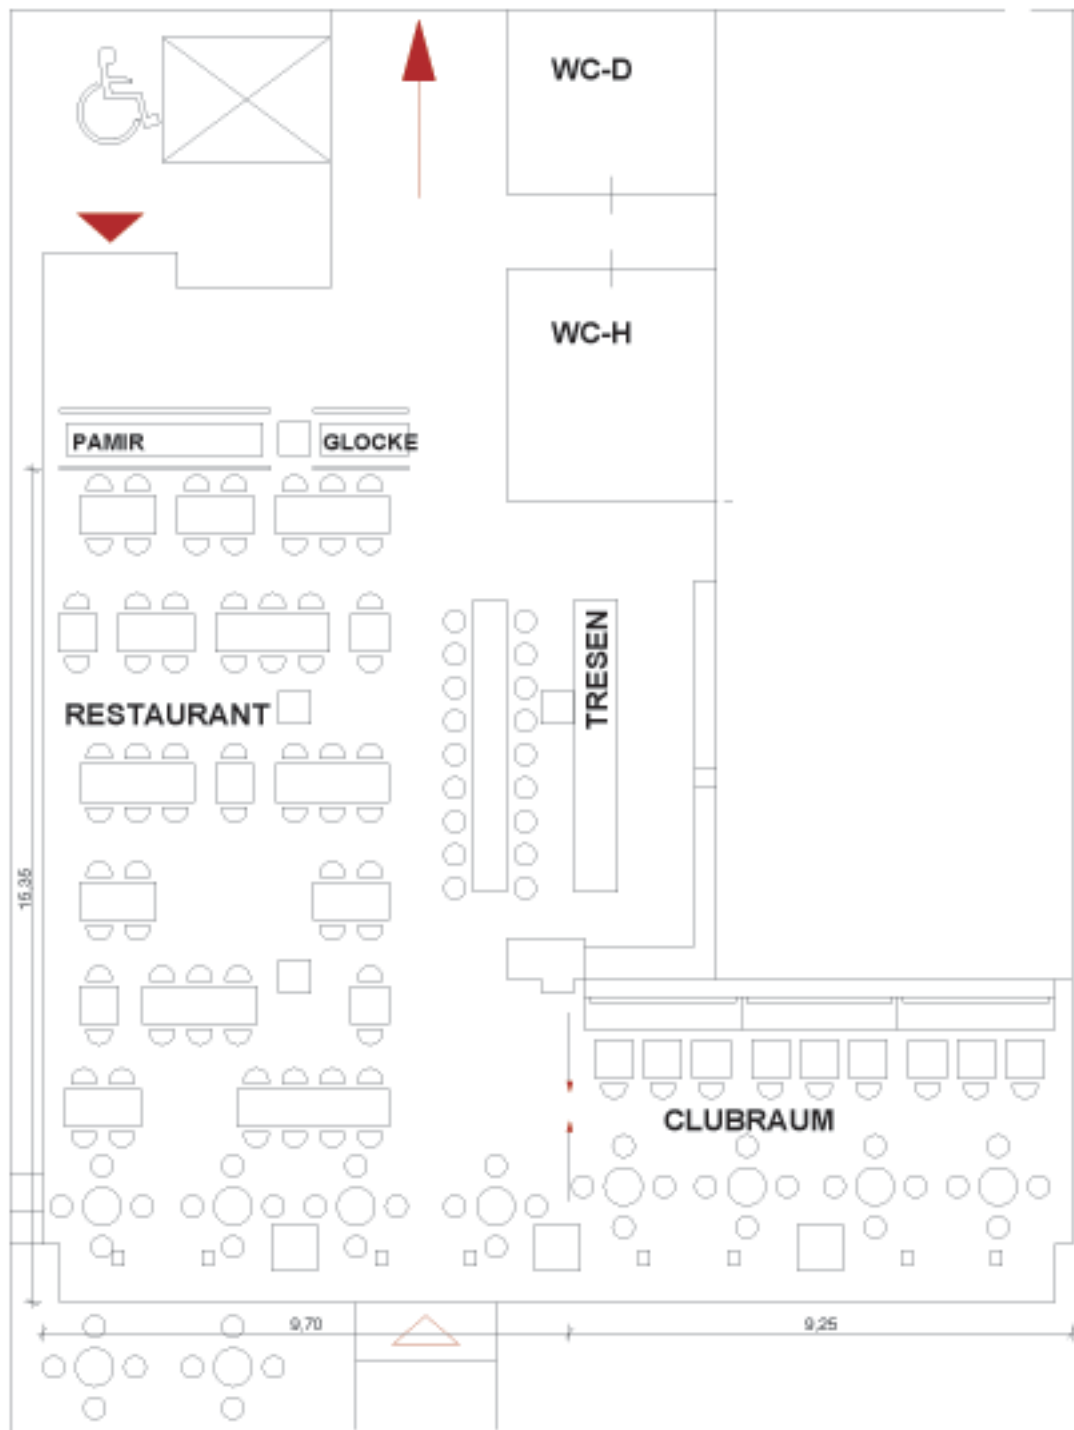 WC-D
WC-H
PAMIR
GLOCKE
TRESEN
RESTAURANT
15,35
CLUBRAUM
9,70
9,25